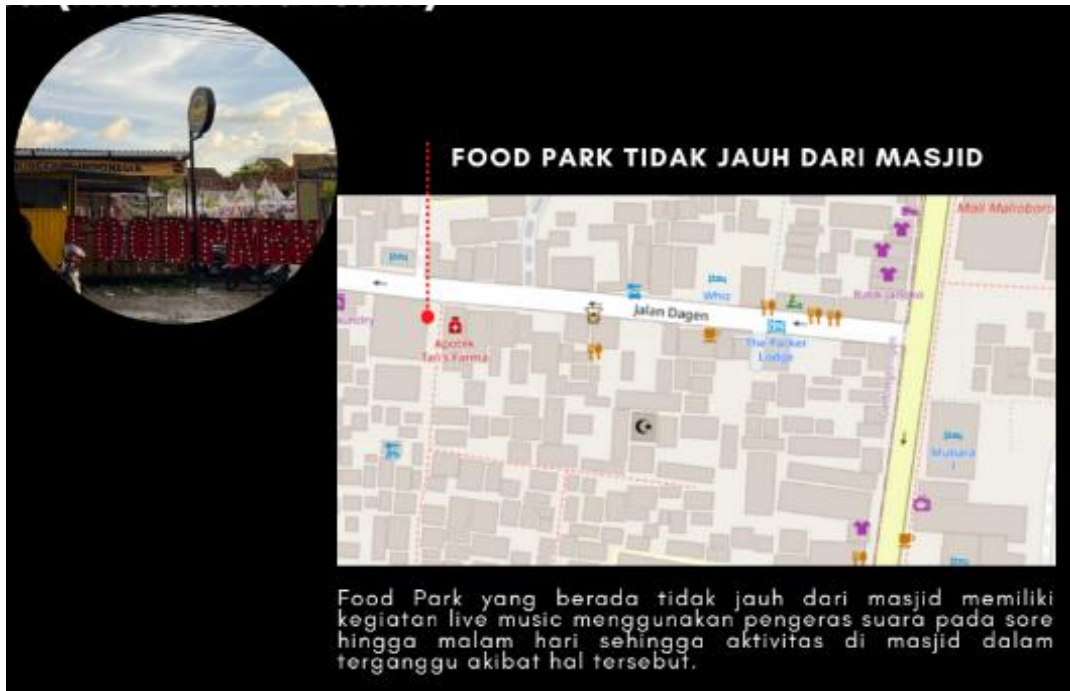 FOOD PARK
FOOD PARK TIDAK JAUH DARI MASJID
Mall Malioboro
Whiz
Jalan Dagen
The Packer
Lodge
Apotek
Tan's Farma
Mutiara
Food Park yang berada tidak jauh dari masjid memiliki
kegiatan live music menggunakan pengeras suara pada sore
hingga malam hari sehingga aktivitas di masjid dalam
terganggu akibat hal tersebut.